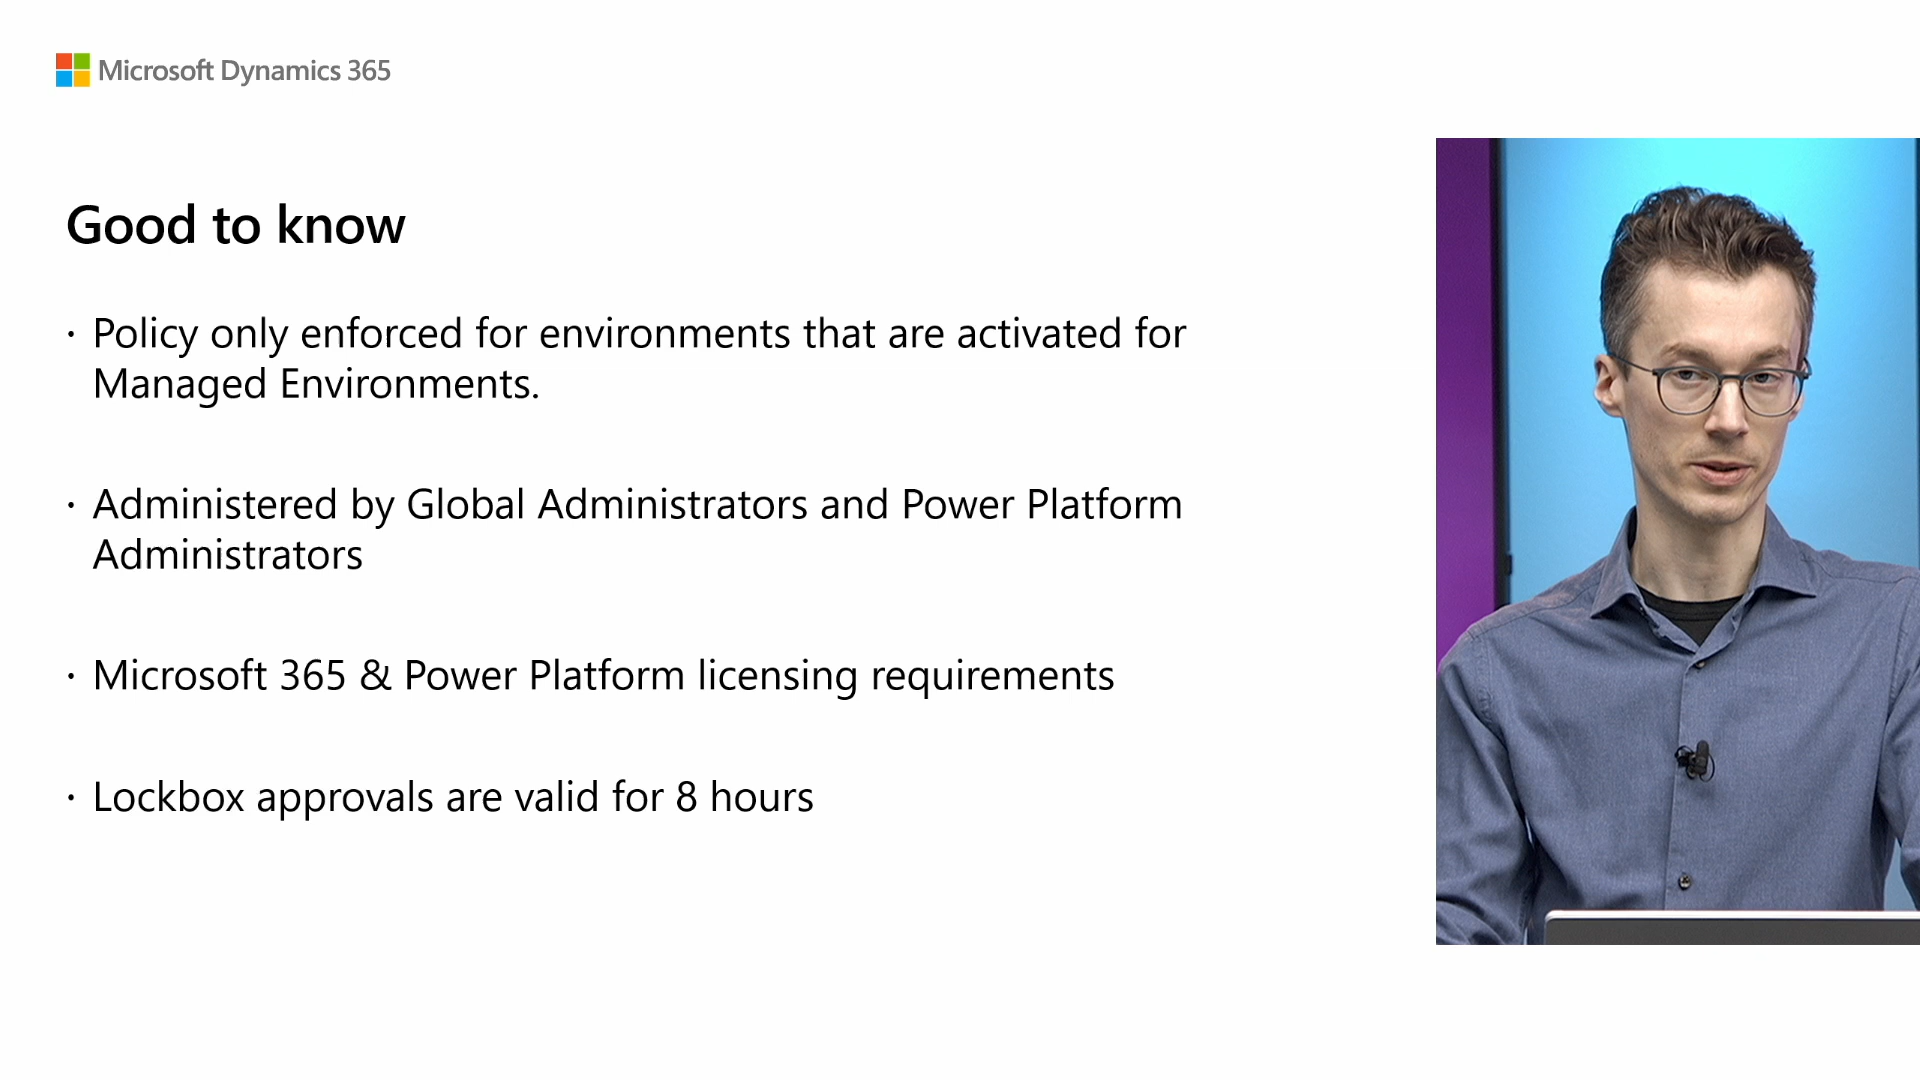 Microsoft Dynamics 365
Good to know
· Policy only enforced for environments that are activated for
Managed Environments.
· Administered by Global Administrators and Power Platform
Administrators
· Microsoft 365 & Power Platform licensing requirements
· Lockbox approvals are valid for 8 hours